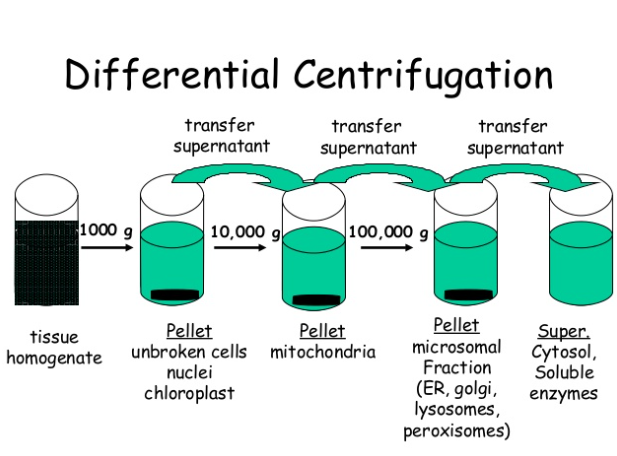 Differential Centrifugation
transfer
supernatant
transfer
supernatant
transfer
supernatant
1000 g
10,000 g
100,000 g
tissue
homogenate
Pellet
unbroken cells
nuclei
chloroplast
Pellet
mitochondria
Pellet
microsomal
Fraction
(ER, golgi,
lysosomes,
peroxisomes)
Super.
Cytosol,
Soluble
enzymes